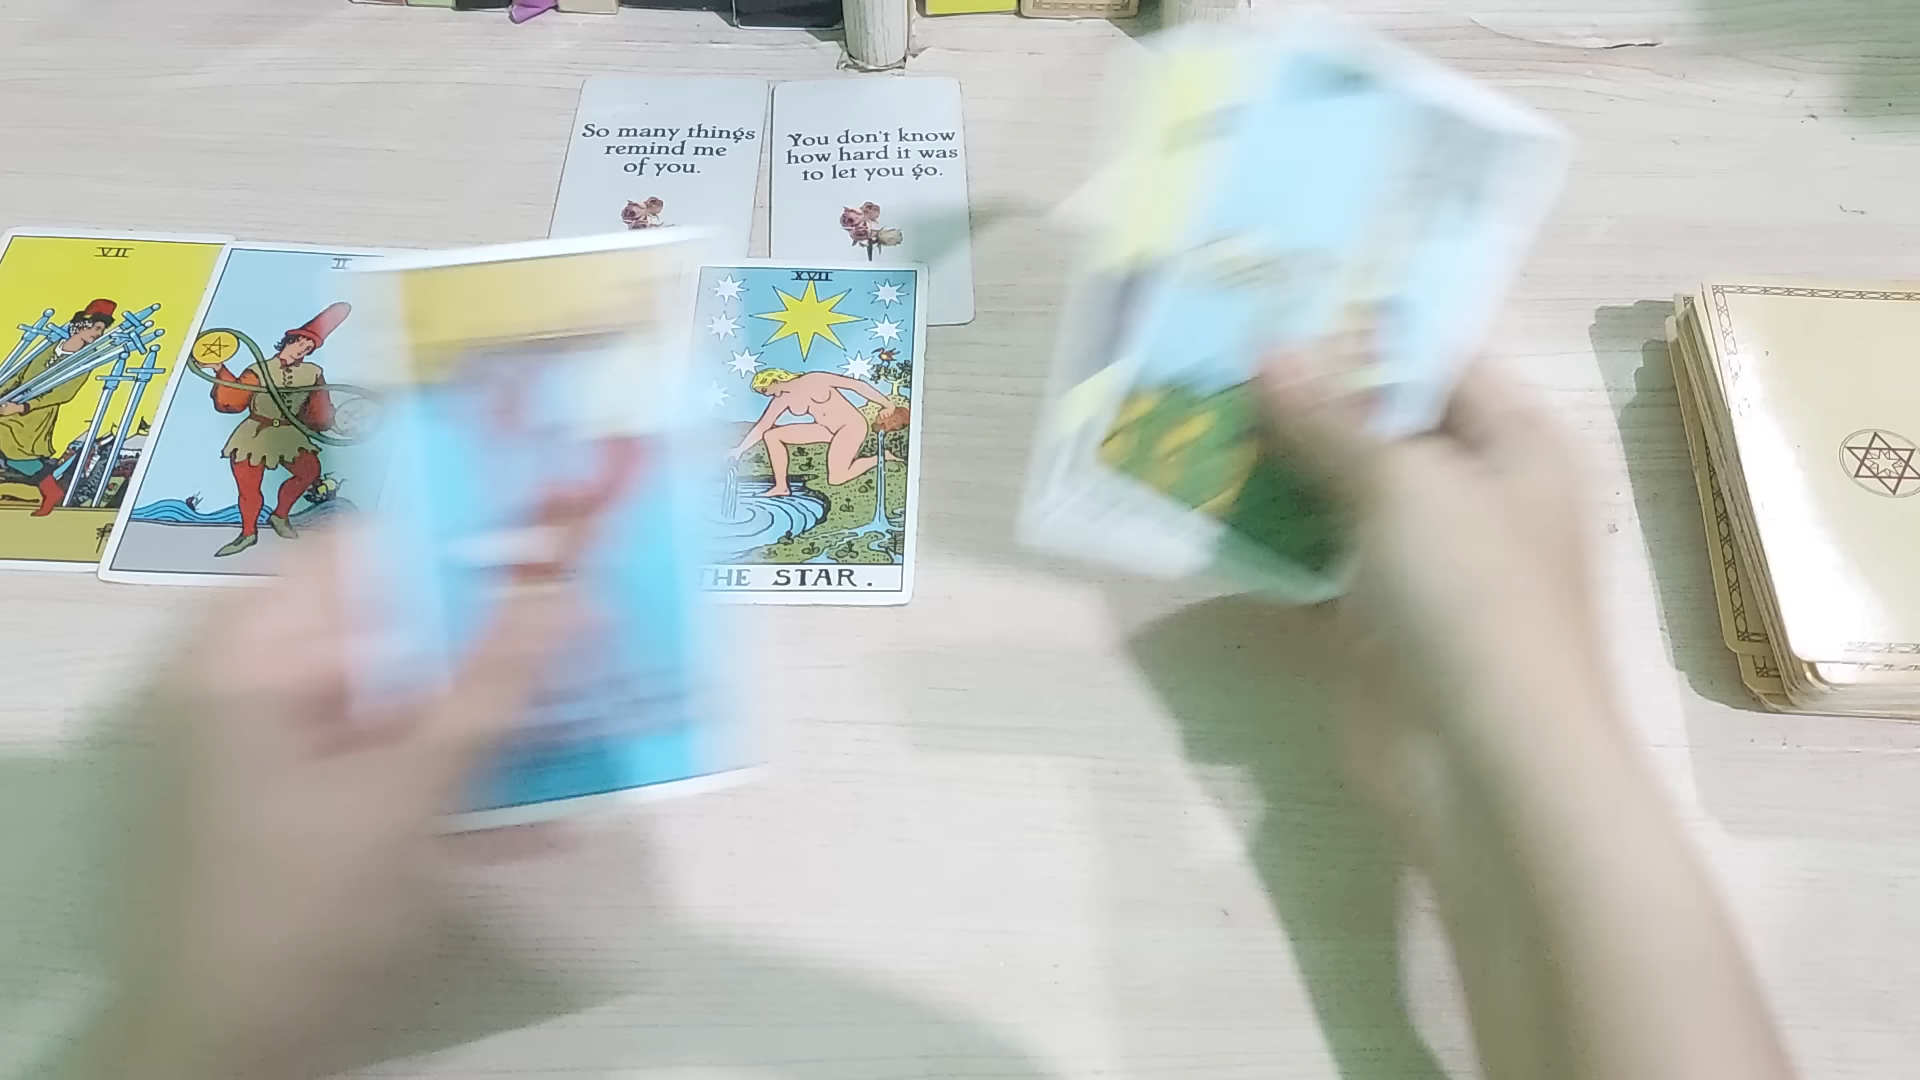 So many things
remind me
of you.
You don't know
how hard it was
to let you go.
VII
II
XVII
THE STAR.